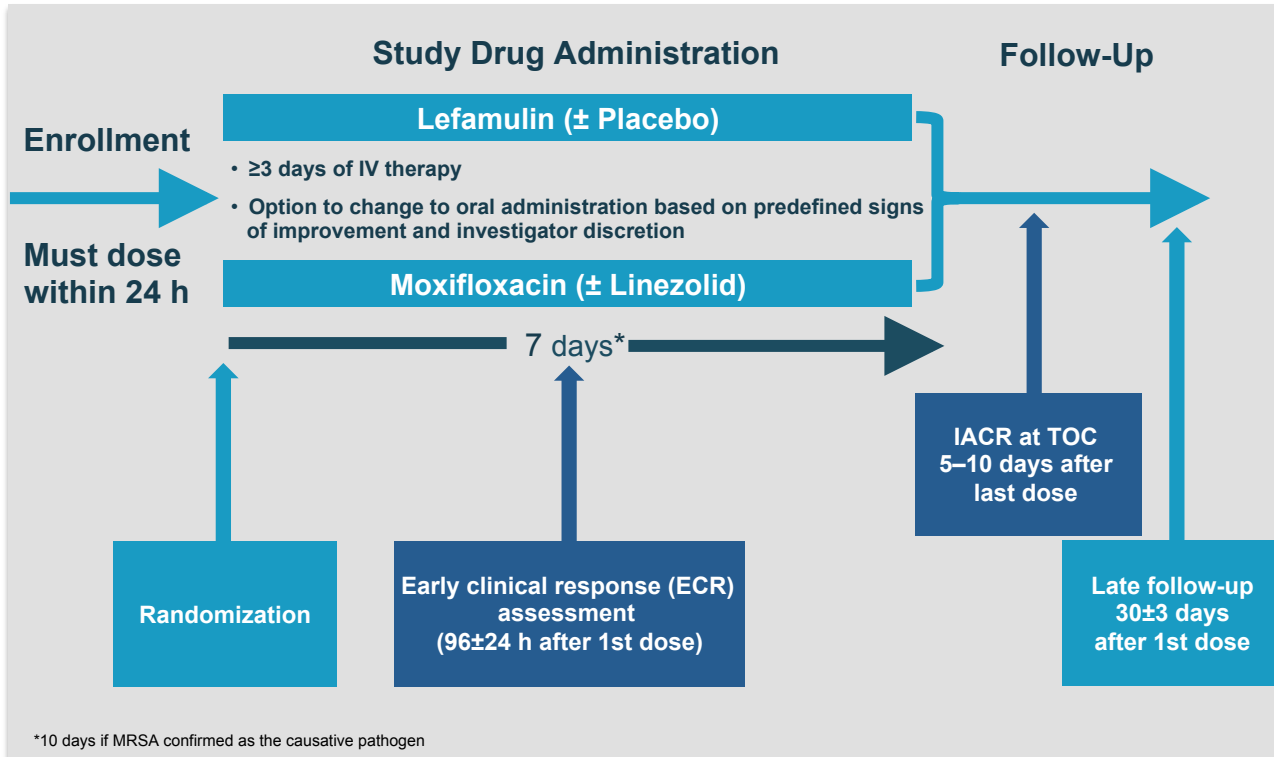 Study Drug Administration
Follow-Up
Enrollment
Must dose
within 24 h
Lefamulin (± Placebo)
• ≥3 days of IV therapy
• Option to change to oral administration based on predefined signs
of improvement and investigator discretion
Moxifloxacin (± Linezolid)
7 days*
IACR at TOC
5–10 days after
last dose
Randomization
Early clinical response (ECR)
assessment
(96±24 h after 1st dose)
Late follow-up
30±3 days
after 1st dose
*10 days if MRSA confirmed as the causative pathogen